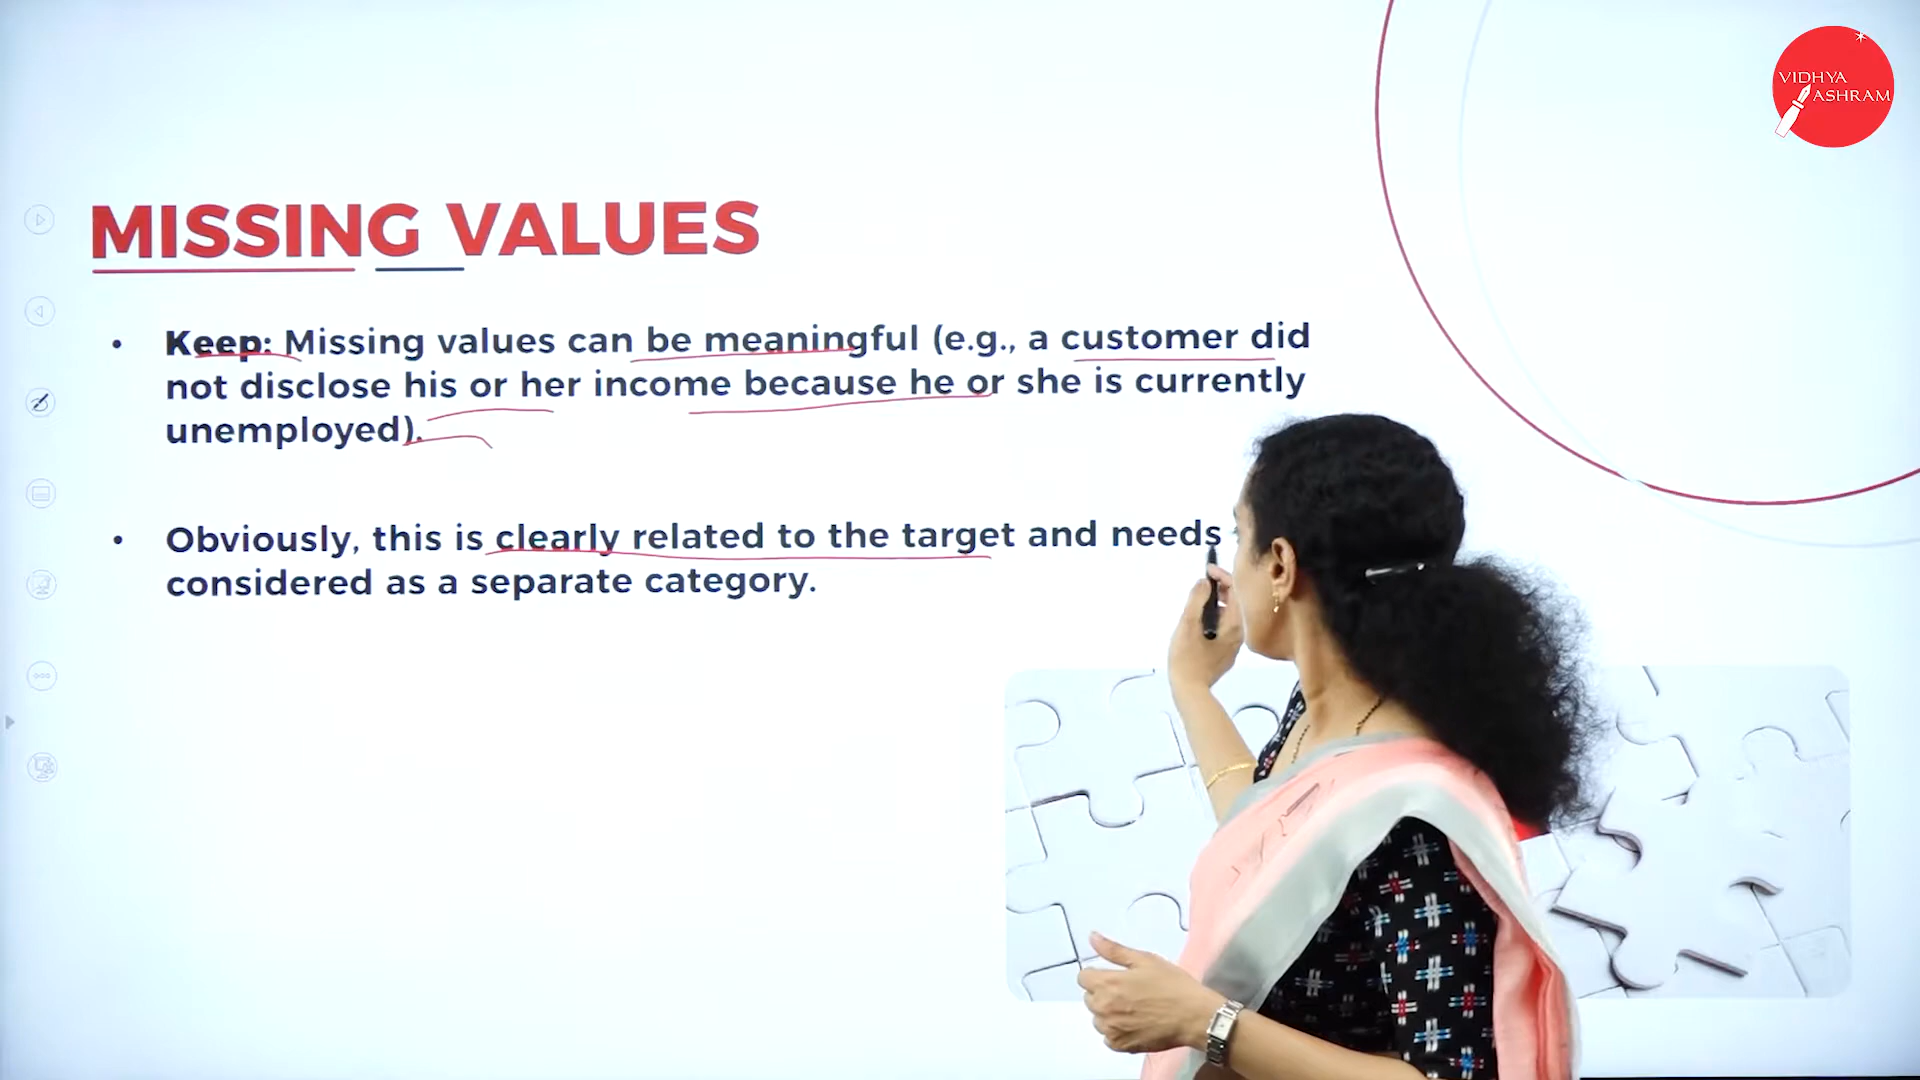 VIDHYA
ASHRAM
MISSING VALUES
• Keep: Missing values can be meaningful (e.g., a customer did
not disclose his or her income because he or she is currently
unemployed).
• Obviously, this is clearly related to the target and needs
considered as a separate category.